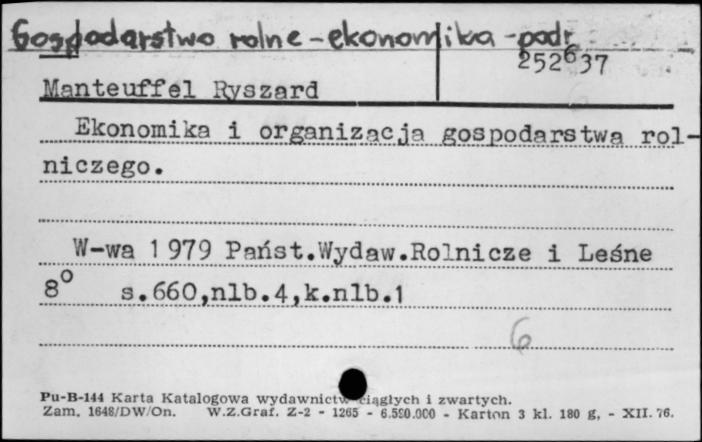 Gospodarstwo rolne - ekonomika - podr.
252637
Manteuffel Ryszard
Ekonomika i organizacja gospodarstwa rol-
niczego.
W-wa 1979 Państ.Wydaw.Rolnicze i Leśne
8° s.660,nlb.4,k.nlb.1
6
Pu-B-144 Karta Katalogowa wydawnictw ciągłych i zwartych.
Zam. 1648/DW/On. W.Z.Graf. Z-2 - 1265 - 6.590.000 - Karton 3 kl. 180 g, - XII. 76.